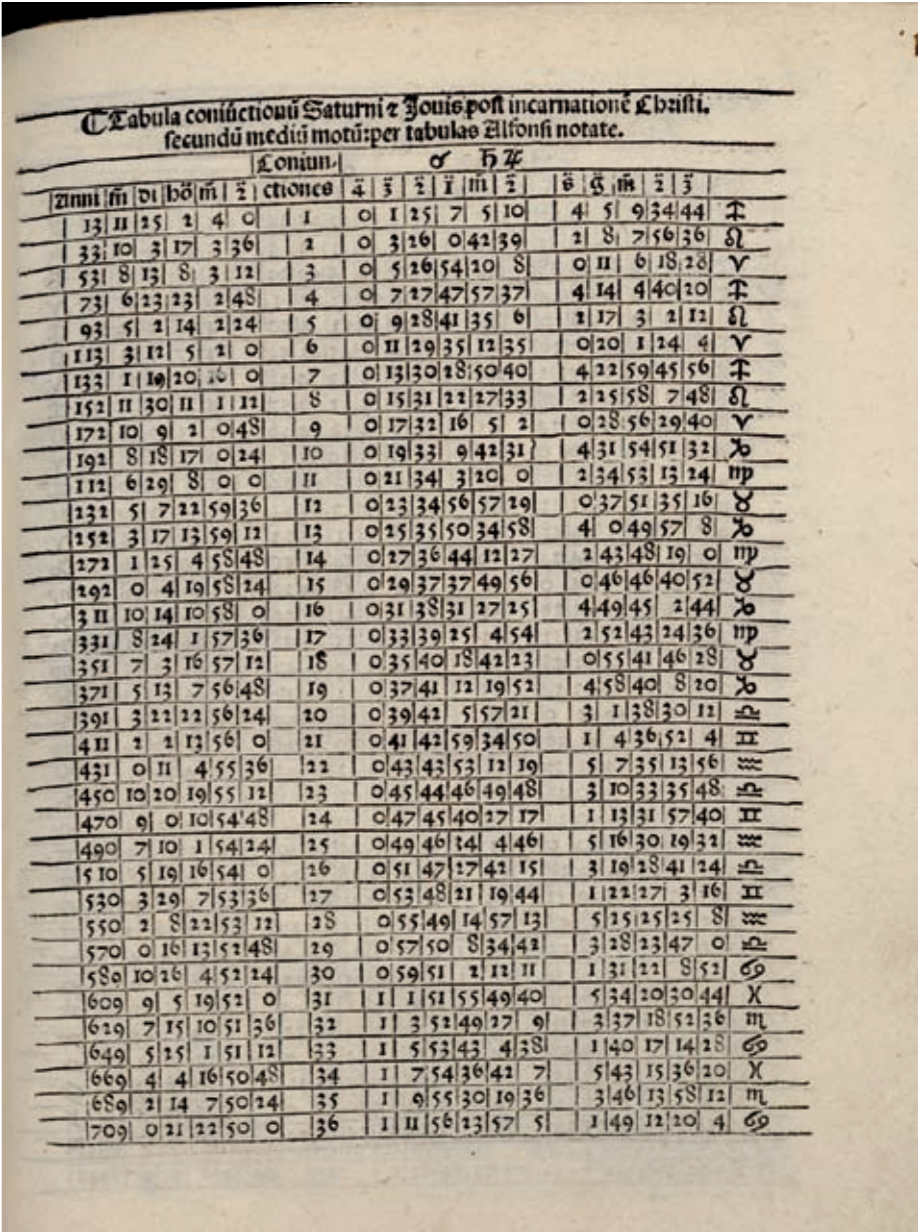 ☾ Tabula coniũctionũ Saturni ⁊ Jouis post incarnationẽ Christi.
secundũ mediũ motũ: per tabulas Alfonsi notate.
Coniun- ☌ ♄ ♃
Anni m̃ di hõ m̃ 2̈ ctiones 4̈ 3̈ 2̈ 1̈ m̃ 2̈ s̃ g̃ m̃ 2̈ 3̈
13 11 25 2 4 0 1 0 1 25 7 5 10 4 5 9 34 44 ♐
33 10 3 17 3 36 2 0 3 26 0 42 39 2 8 7 56 36 ♌
53 8 13 8 3 12 3 0 5 26 54 20 8 0 11 6 18 28 ♈
73 6 23 23 2 48 4 0 7 27 47 57 37 4 14 4 40 20 ♐
93 5 2 14 2 24 5 0 9 28 41 35 6 2 17 3 2 12 ♌
113 3 12 5 2 0 6 0 11 29 35 12 35 0 20 1 24 4 ♈
133 1 19 20 0 7 0 13 30 28 50 40 4 22 59 45 56 ♐
152 11 30 11 1 12 8 0 15 31 22 27 33 2 25 58 7 48 ♌
172 10 9 2 0 48 9 0 17 32 16 5 2 0 28 56 29 40 ♈
192 8 18 17 0 24 10 0 19 33 9 42 31 4 31 54 51 32 ♑
112 6 29 8 0 0 11 0 21 34 3 20 0 2 34 53 13 24 ♍
232 5 7 22 59 36 12 0 23 34 56 57 29 0 37 51 35 16 ♉
252 3 17 13 59 12 13 0 25 35 50 34 58 4 0 49 57 8 ♑
272 1 25 4 58 48 14 0 27 36 44 12 27 2 43 48 19 0 ♍
292 0 4 19 58 24 15 0 29 37 37 49 56 0 46 46 40 52 ♉
311 10 14 10 58 0 16 0 31 38 31 27 25 4 49 45 2 44 ♑
331 8 24 1 57 36 17 0 33 39 25 4 54 2 52 43 24 36 ♍
351 7 3 16 57 12 18 0 35 40 18 42 23 0 55 41 46 28 ♉
371 5 13 7 56 48 19 0 37 41 12 19 52 4 58 40 8 20 ♑
391 3 22 22 56 24 20 0 39 42 5 57 21 3 1 38 30 12 ♎
411 2 2 13 56 0 21 0 41 42 59 34 50 1 4 36 52 4 ♊
431 0 11 4 55 36 22 0 43 43 53 12 19 5 7 35 13 56 ♒
450 10 20 19 55 12 23 0 45 44 46 49 48 3 10 33 35 48 ♎
470 9 0 10 54 48 24 0 47 45 40 27 17 1 13 31 57 40 ♊
490 7 10 1 54 24 25 0 49 46 24 4 46 5 16 30 19 32 ♒
510 5 19 16 54 0 26 0 51 47 27 42 15 3 19 28 41 24 ♎
530 3 29 7 53 36 27 0 53 48 21 19 44 1 22 27 3 16 ♊
550 2 8 22 53 12 28 0 55 49 14 57 13 5 25 25 25 8 ♒
570 0 16 13 52 48 29 0 57 50 8 34 42 3 28 23 47 0 ♎
589 10 26 4 52 24 30 0 59 51 2 12 11 1 31 22 8 52 ♋
609 9 5 19 52 0 31 1 1 51 55 49 40 5 34 20 30 44 ♓
629 7 15 10 51 36 32 1 3 52 49 27 9 3 37 18 52 36 ♏
649 5 25 1 51 12 33 1 5 53 43 4 38 1 40 17 14 28 ♋
669 4 4 16 50 48 34 1 7 54 36 42 7 5 43 15 36 20 ♓
689 2 14 7 50 24 35 1 9 55 30 19 36 3 46 13 58 12 ♏
709 0 21 22 50 0 36 1 11 56 23 57 5 1 49 12 20 4 ♋